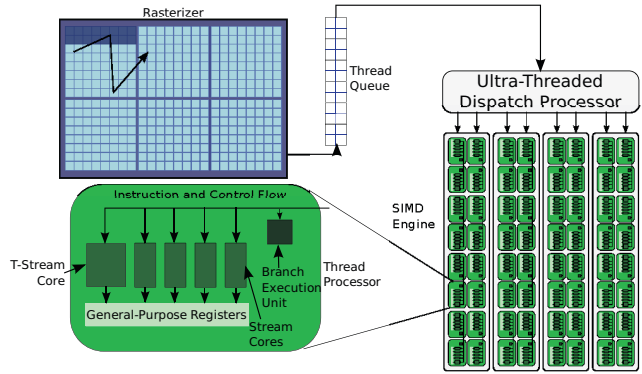 Rasterizer
Thread
Queue
Ultra-Threaded
Dispatch Processor
Instruction and Control Flow
SIMD
Engine
T-Stream
Core
Branch
Execution
Unit
Thread
Processor
General-Purpose Registers
Stream
Cores